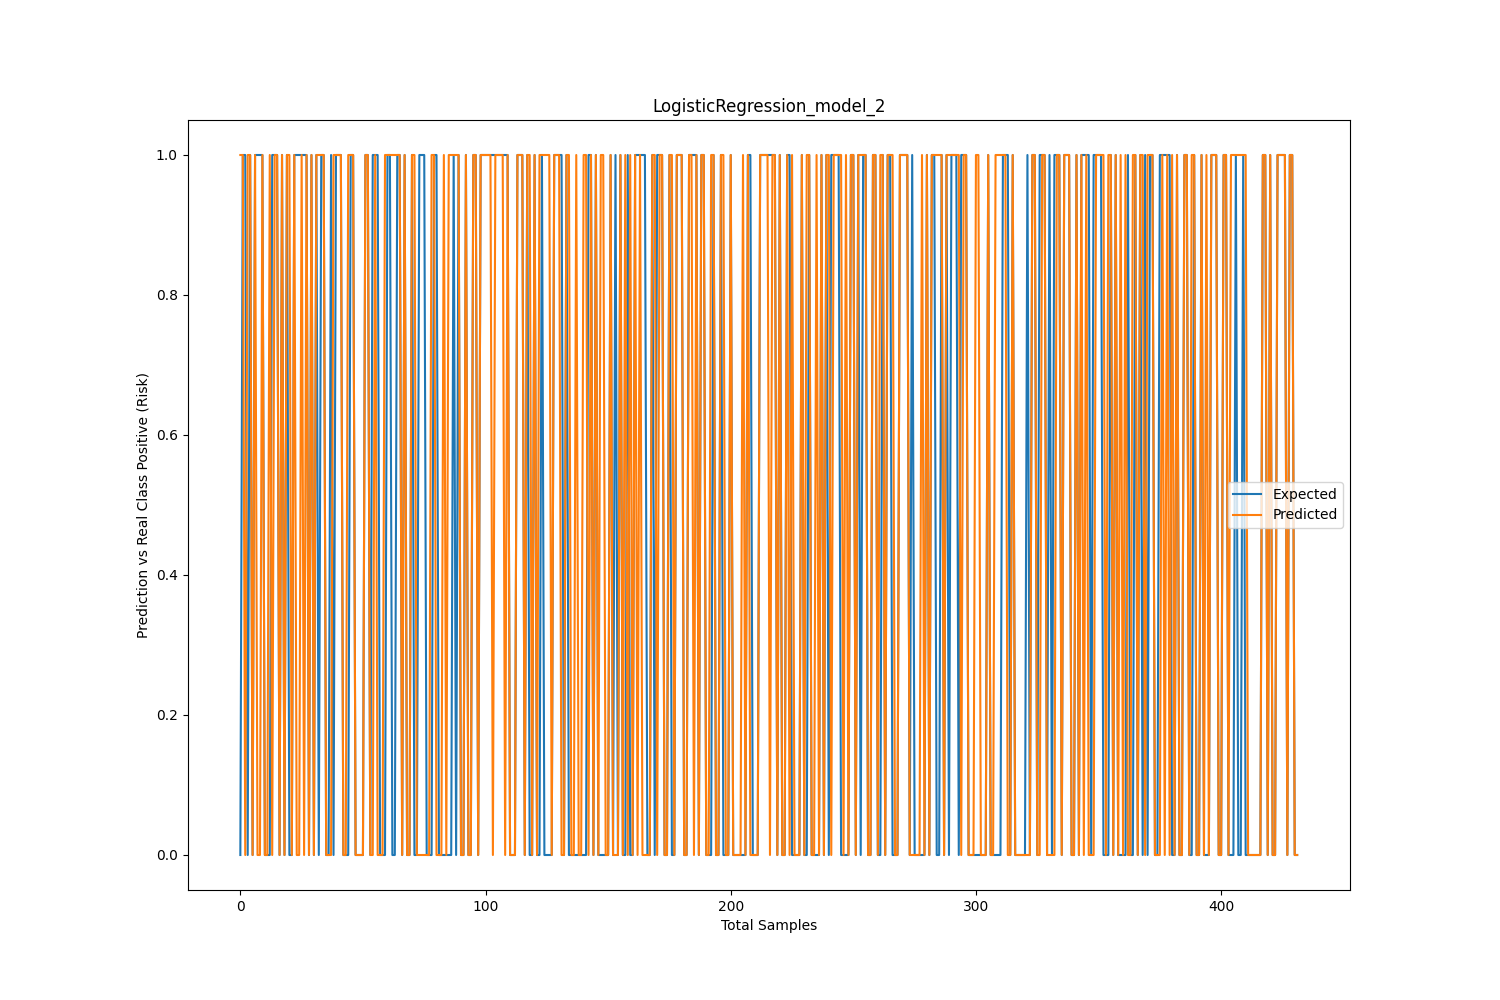 LogisticRegression_model_2
Prediction vs Real Class Positive (Risk)
1.0
0.8
0.6
0.4
0.2
0.0
Expected
Predicted
0 100 200 300 400
Total Samples